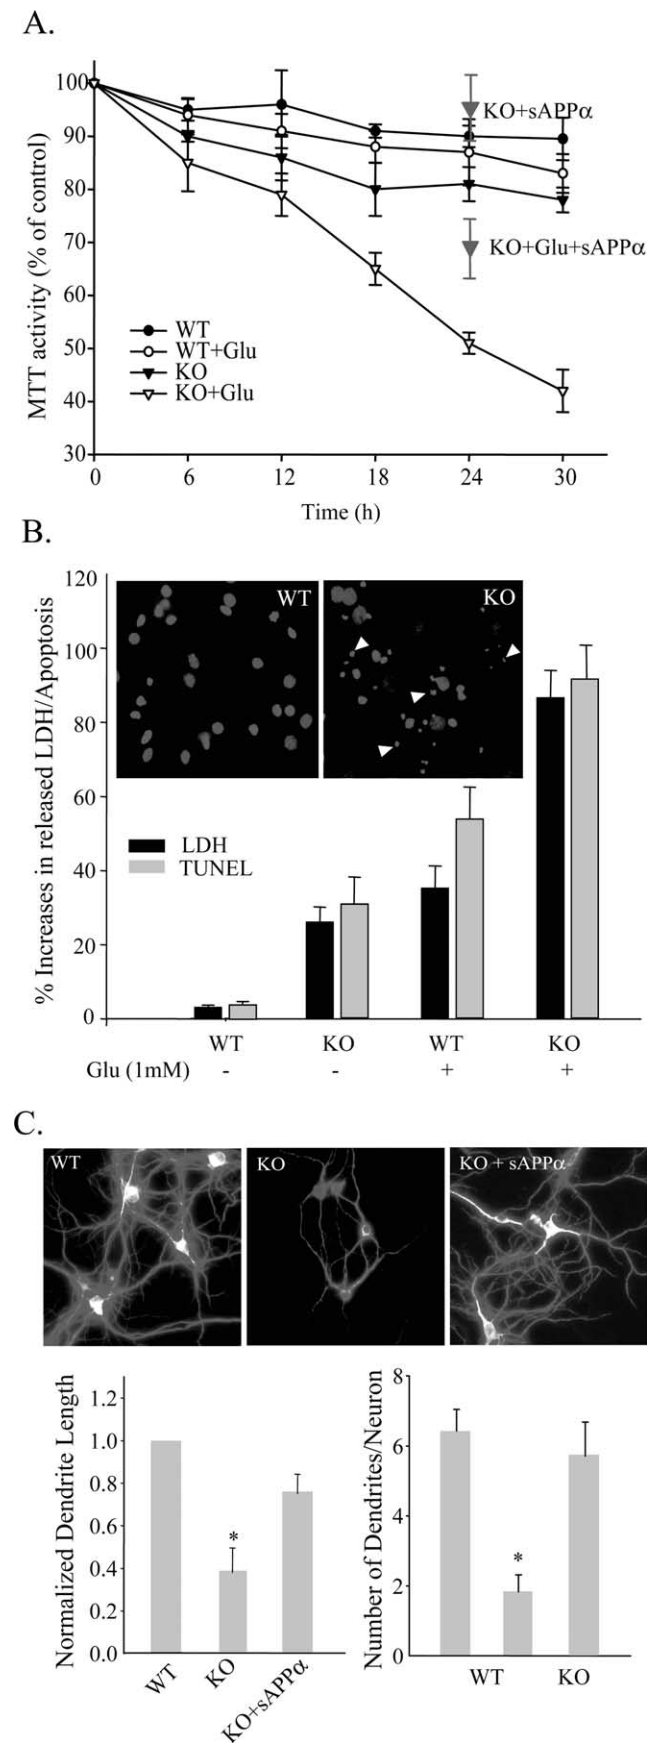 A.
MTT activity (% of control)
100
90
80
70
60
50
40
30
KO+sAPPα
KO+Glu+sAPPα
WT
WT+Glu
KO
KO+Glu
0 6 12 18 24 30
Time (h)
B.
% Increases in released LDH/Apoptosis
120
100
80
60
40
20
0
WT KO
LDH
TUNEL
WT KO WT KO
Glu (1mM) - - + +
C.
WT KO KO + sAPPα
Normalized Dendrite Length
1.2
1.0
0.8
0.6
0.4
0.2
0.0
*
WT KO KO+sAPPα
Number of Dendrites/Neuron
8
6
4
2
0
*
WT KO